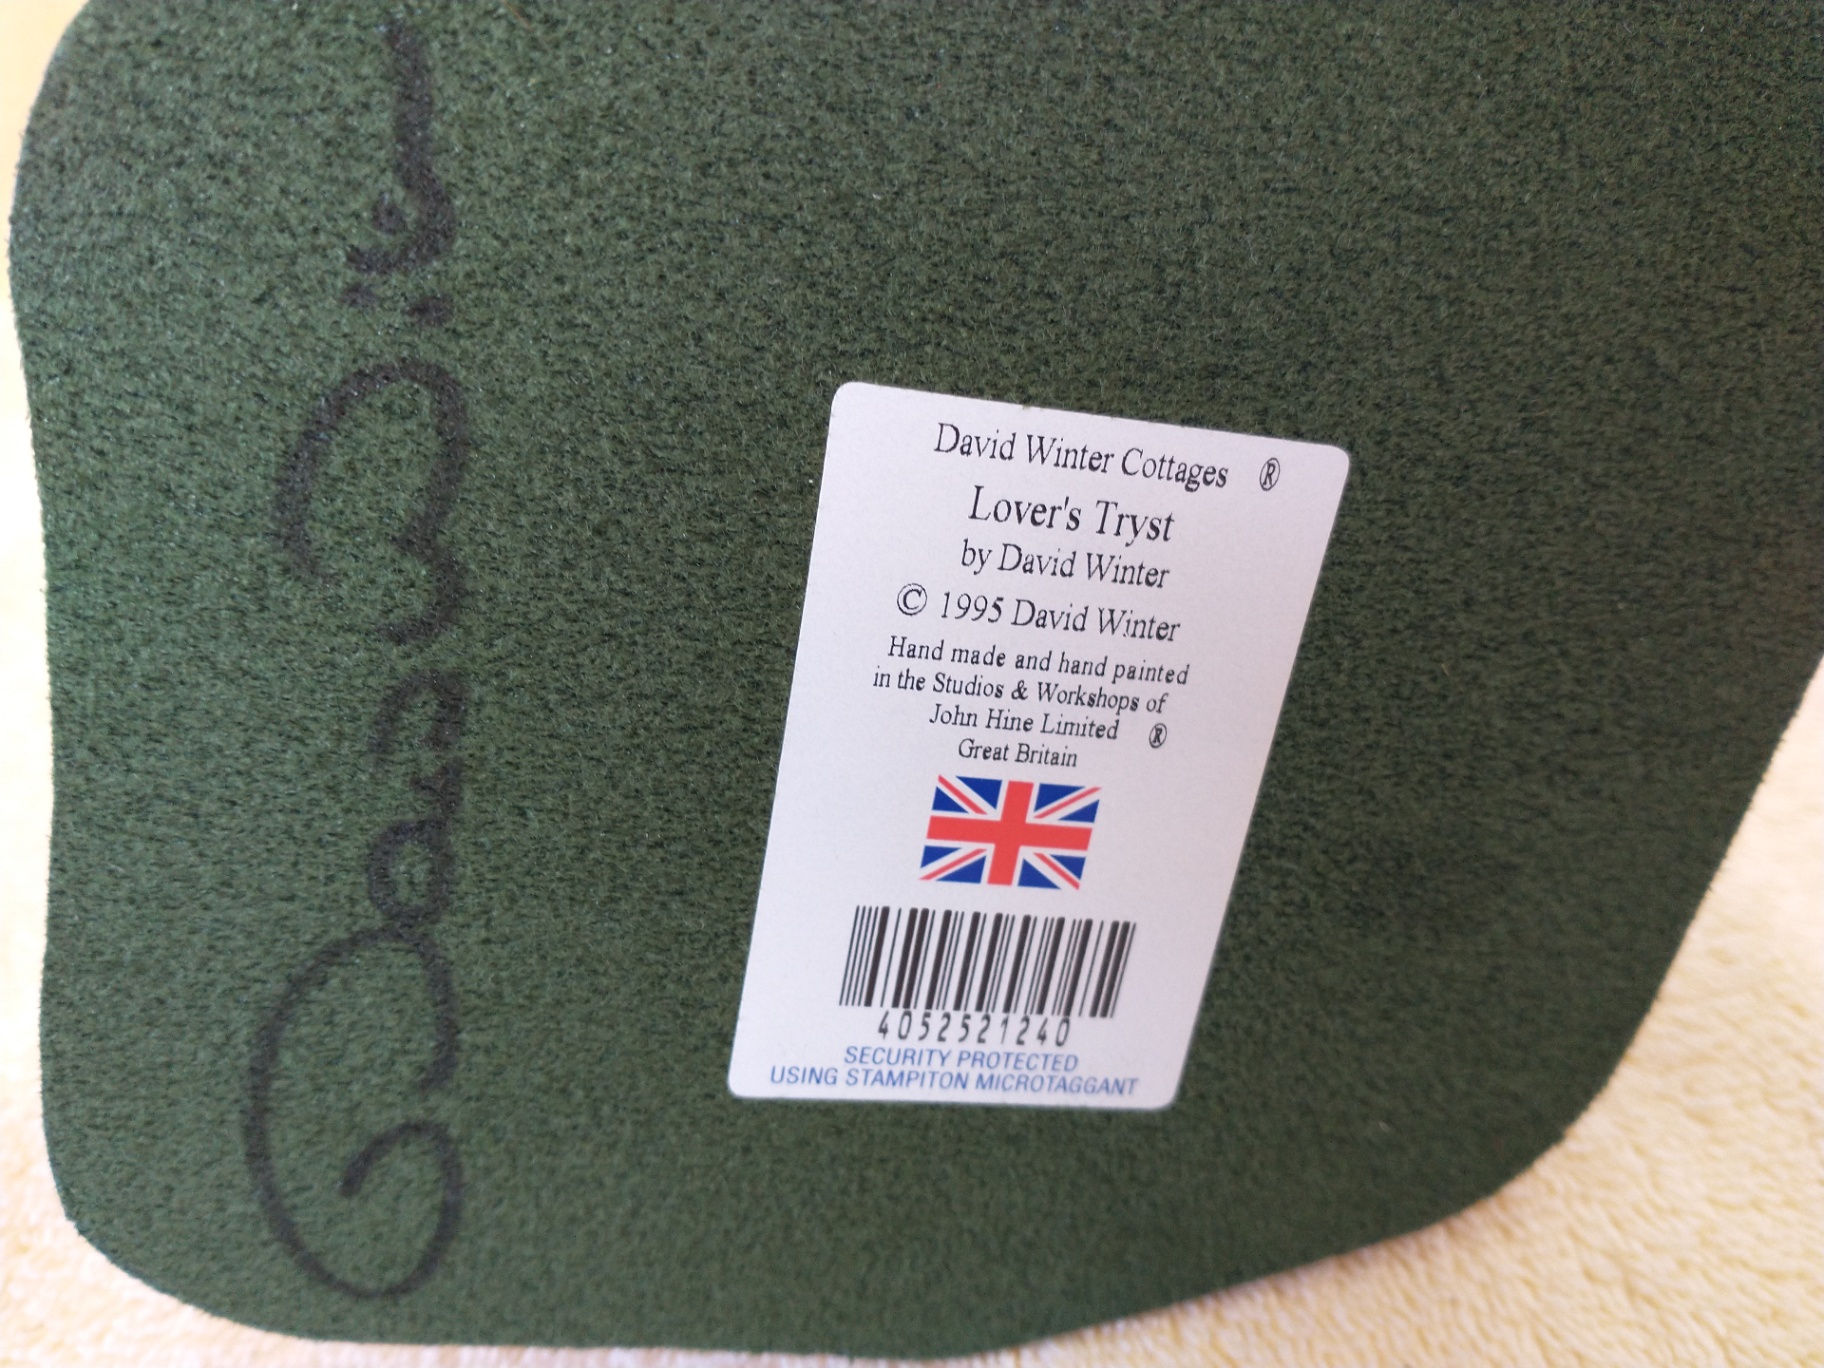 David Winter Cottages ®
Lover's Tryst
by David Winter
© 1995 David Winter
Hand made and hand painted
in the Studios & Workshops of
John Hine Limited ®
Great Britain
4052521240
SECURITY PROTECTED
USING STAMPITON MICROTAGGANT